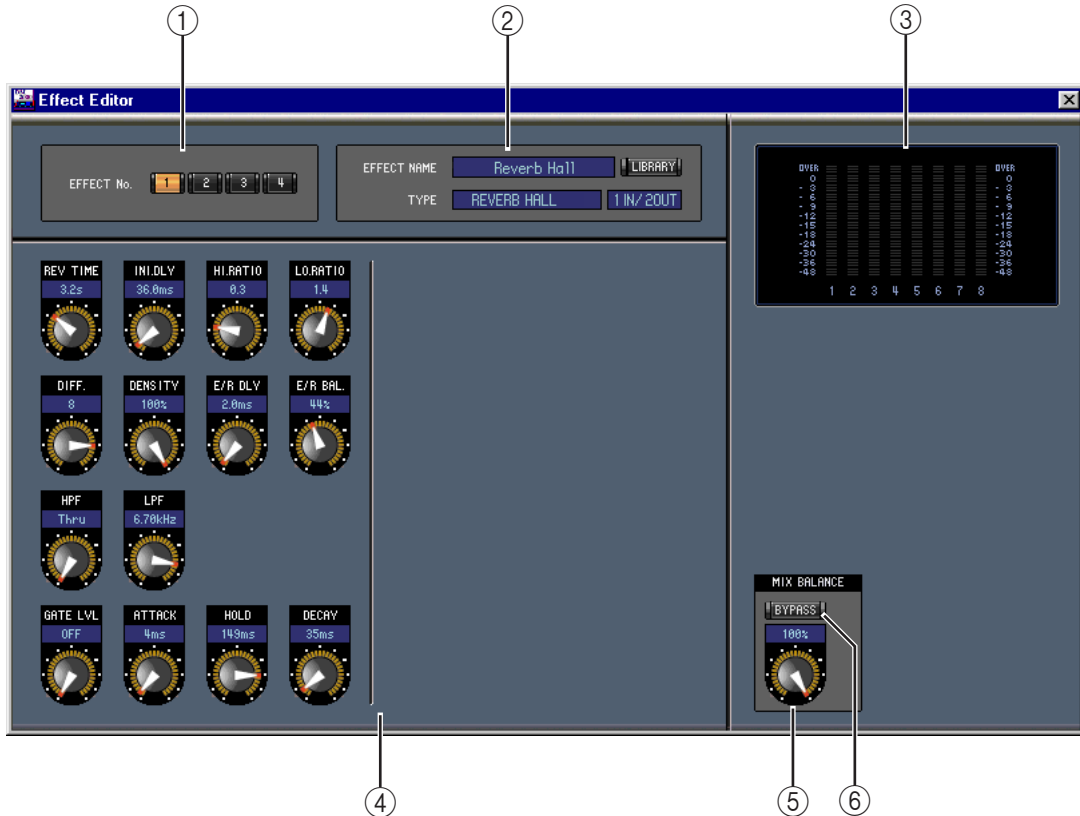 ① ② ③
Effect Editor
EFFECT No. 1 2 3 4
EFFECT NAME Reverb Hall LIBRARY
TYPE REVERB HALL 1 IN/ 2OUT
OVER OVER
0 0
- 3 - 3
- 6 - 6
- 9 - 9
-12 -12
-15 -15
-18 -18
-24 -24
-30 -30
-36 -36
-48 -48
1 2 3 4 5 6 7 8
REV TIME INI.DLY HI.RATIO LO.RATIO
3.2s 36.0ms 0.3 1.4
DIFF. DENSITY E/R DLY E/R BAL.
8 100% 2.0ms 44%
HPF LPF
Thru 6.70kHz
GATE LVL ATTACK HOLD DECAY
OFF 4ms 149ms 35ms
MIX BALANCE
BYPASS
100%
④ ⑤ ⑥